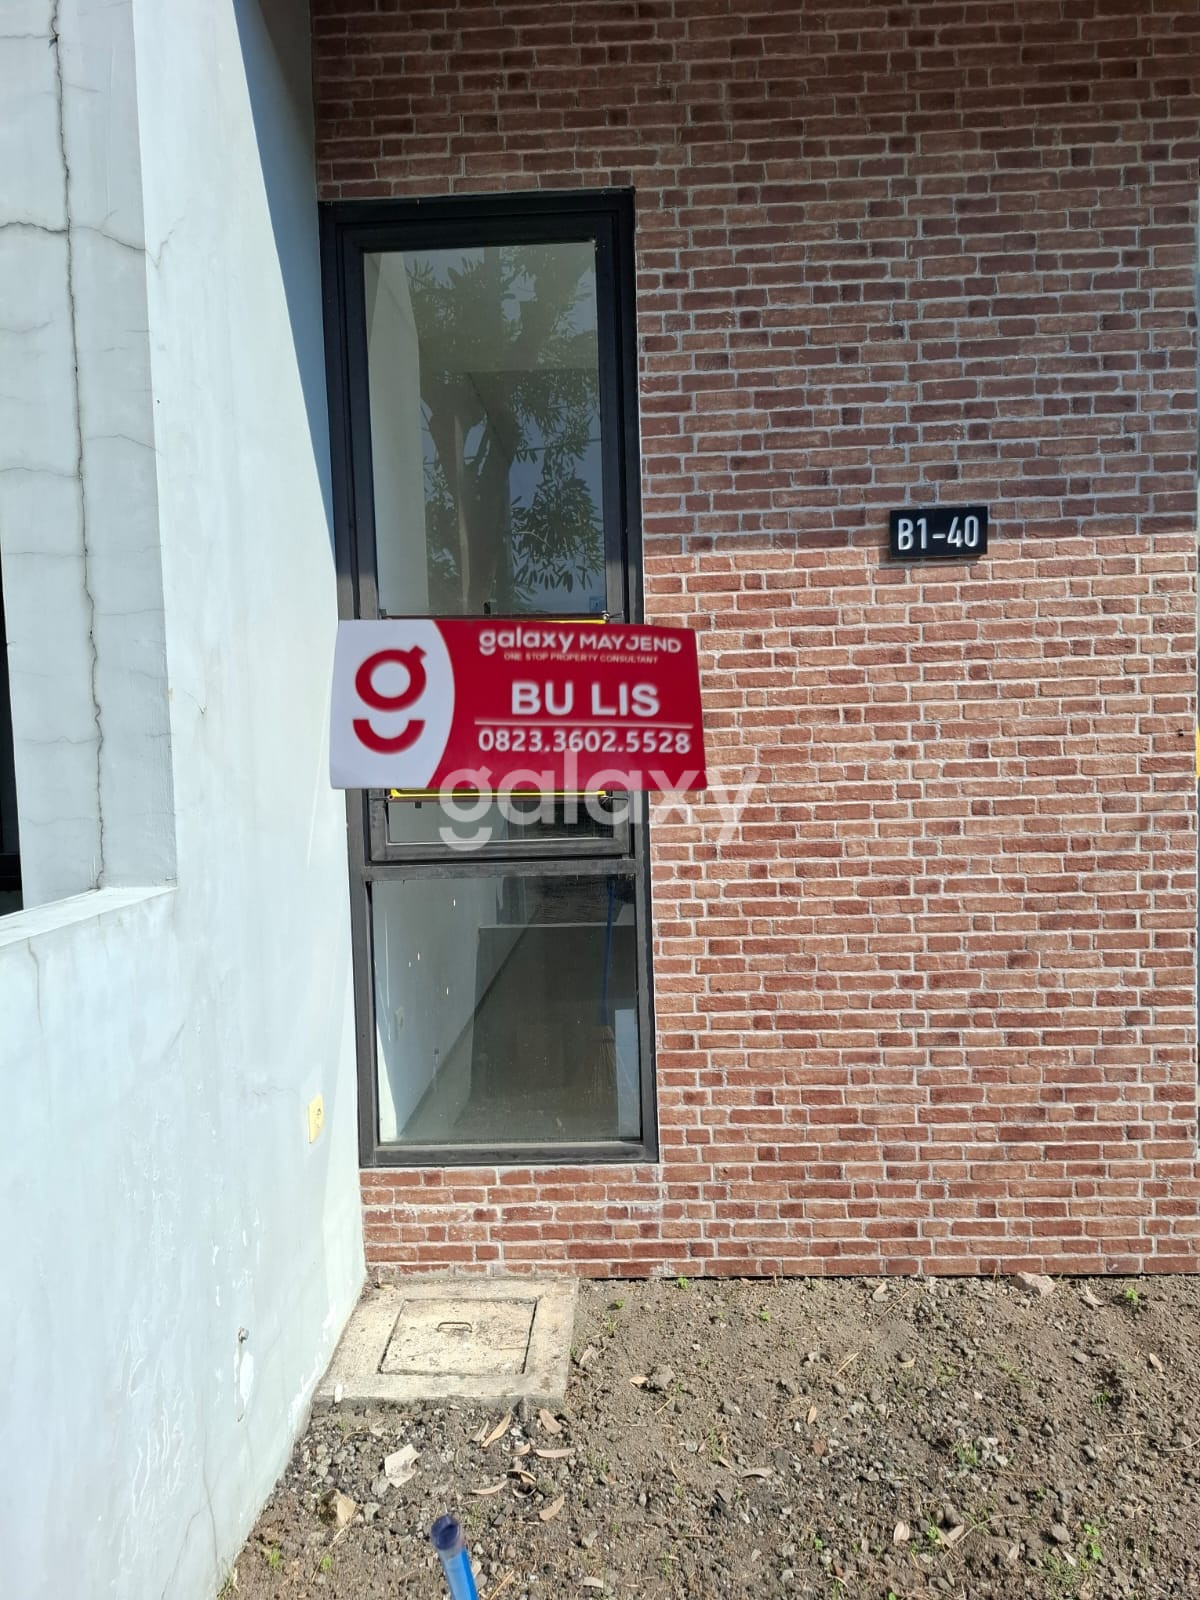 B1-40
g
galaxy MAYJEND
ONE STOP PROPERTY CONSULTANT
BU LIS
0823.3602.5528
galaxy